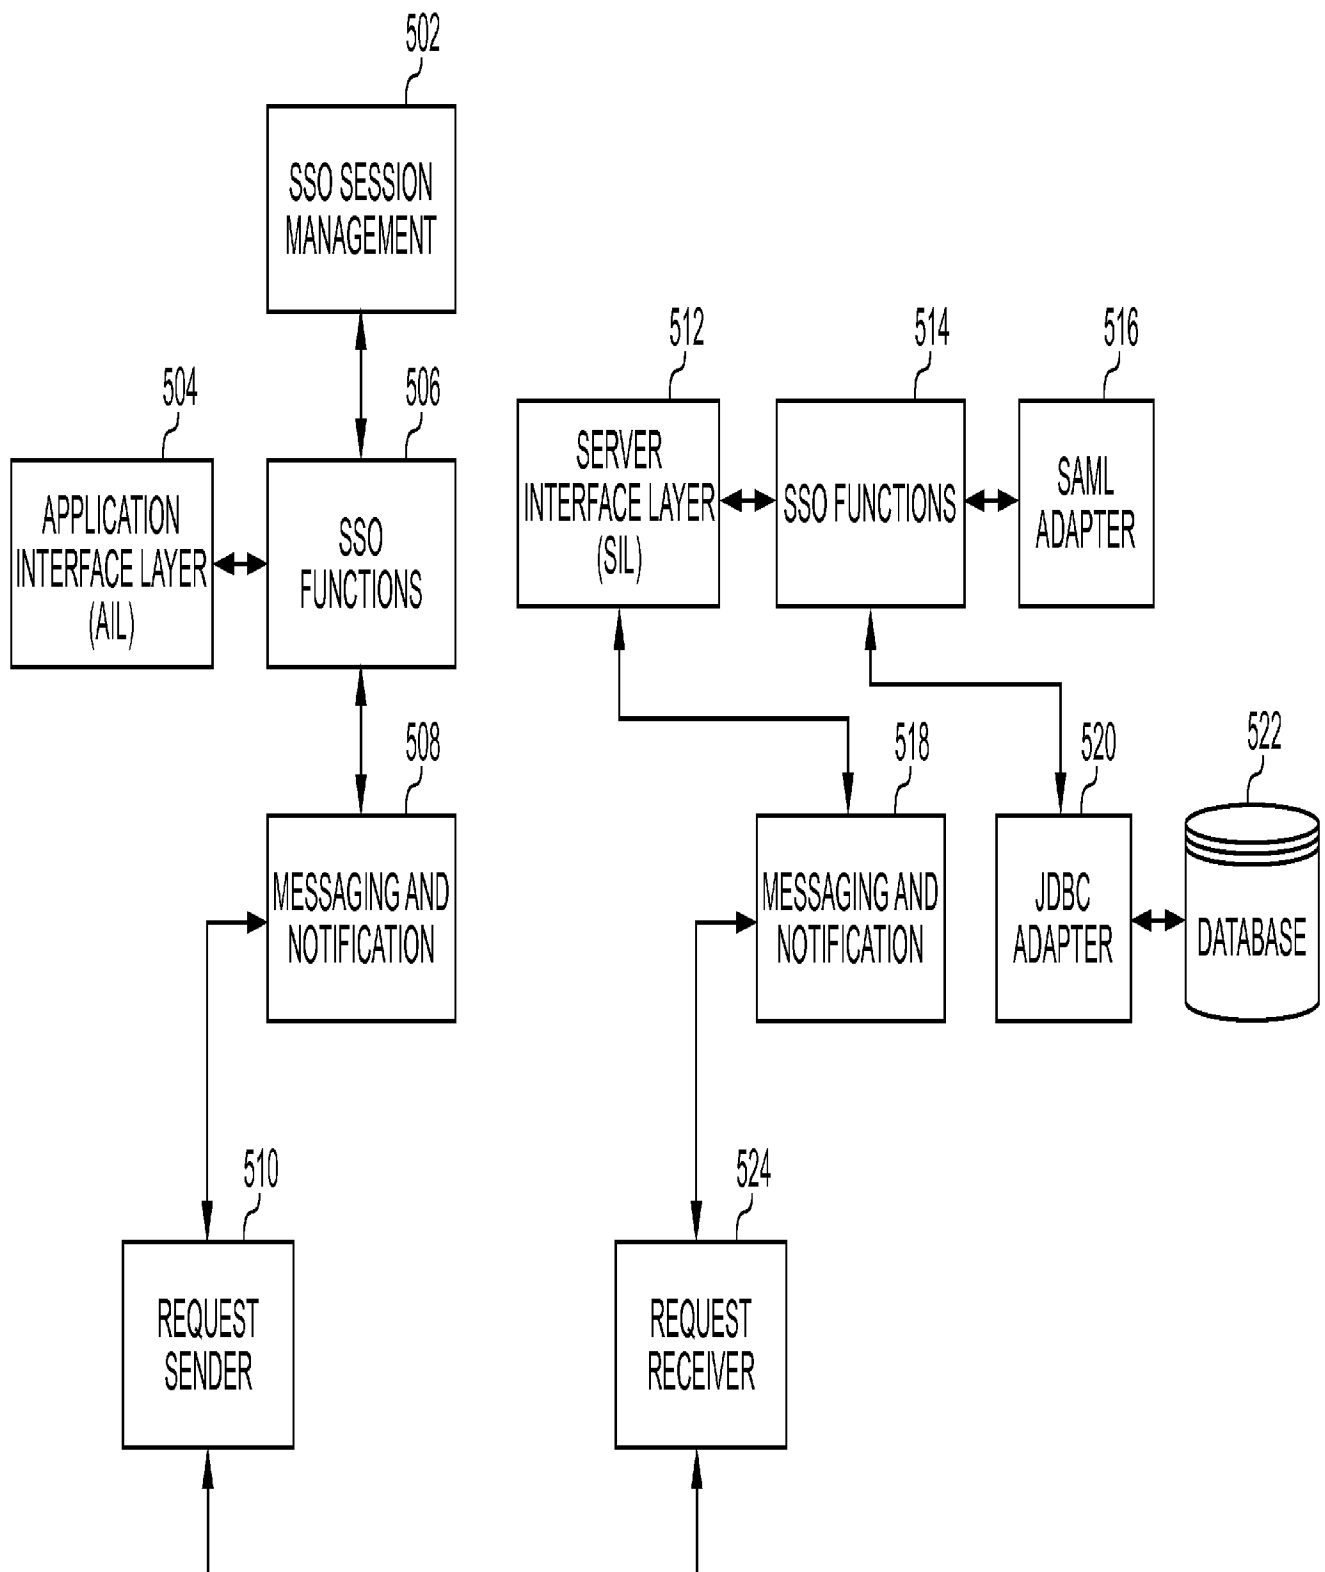 502
SSO SESSION
MANAGEMENT
504
506
APPLICATION
INTERFACE LAYER
(AIL)
SSO
FUNCTIONS
508
MESSAGING AND
NOTIFICATION
510
REQUEST
SENDER
512
514
516
SERVER
INTERFACE LAYER
(SIL)
SSO FUNCTIONS
SAML
ADAPTER
518
520
522
MESSAGING AND
NOTIFICATION
JDBC
ADAPTER
DATABASE
524
REQUEST
RECEIVER